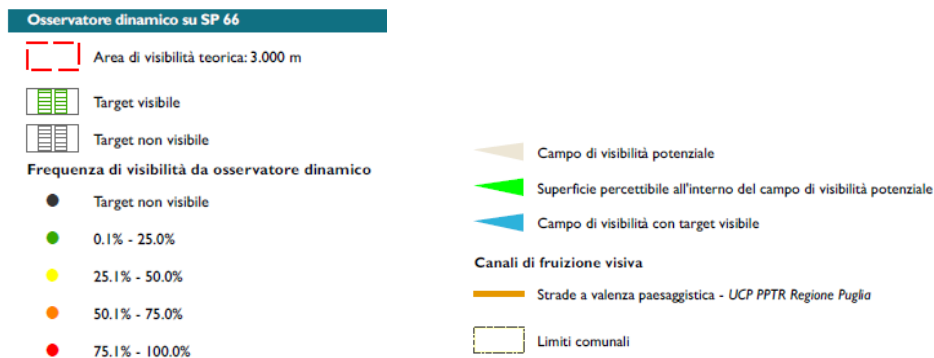 Osservatore dinamico su SP 66
Area di visibilità teorica: 3.000 m
Target visibile
Target non visibile
Frequenza di visibilità da osservatore dinamico
Target non visibile
0.1% - 25.0%
25.1% - 50.0%
50.1% - 75.0%
75.1% - 100.0%
Campo di visibilità potenziale
Superficie percettibile all'interno del campo di visibilità potenziale
Campo di visibilità con target visibile
Canali di fruizione visiva
Strade a valenza paesaggistica - UCP PPTR Regione Puglia
Limiti comunali